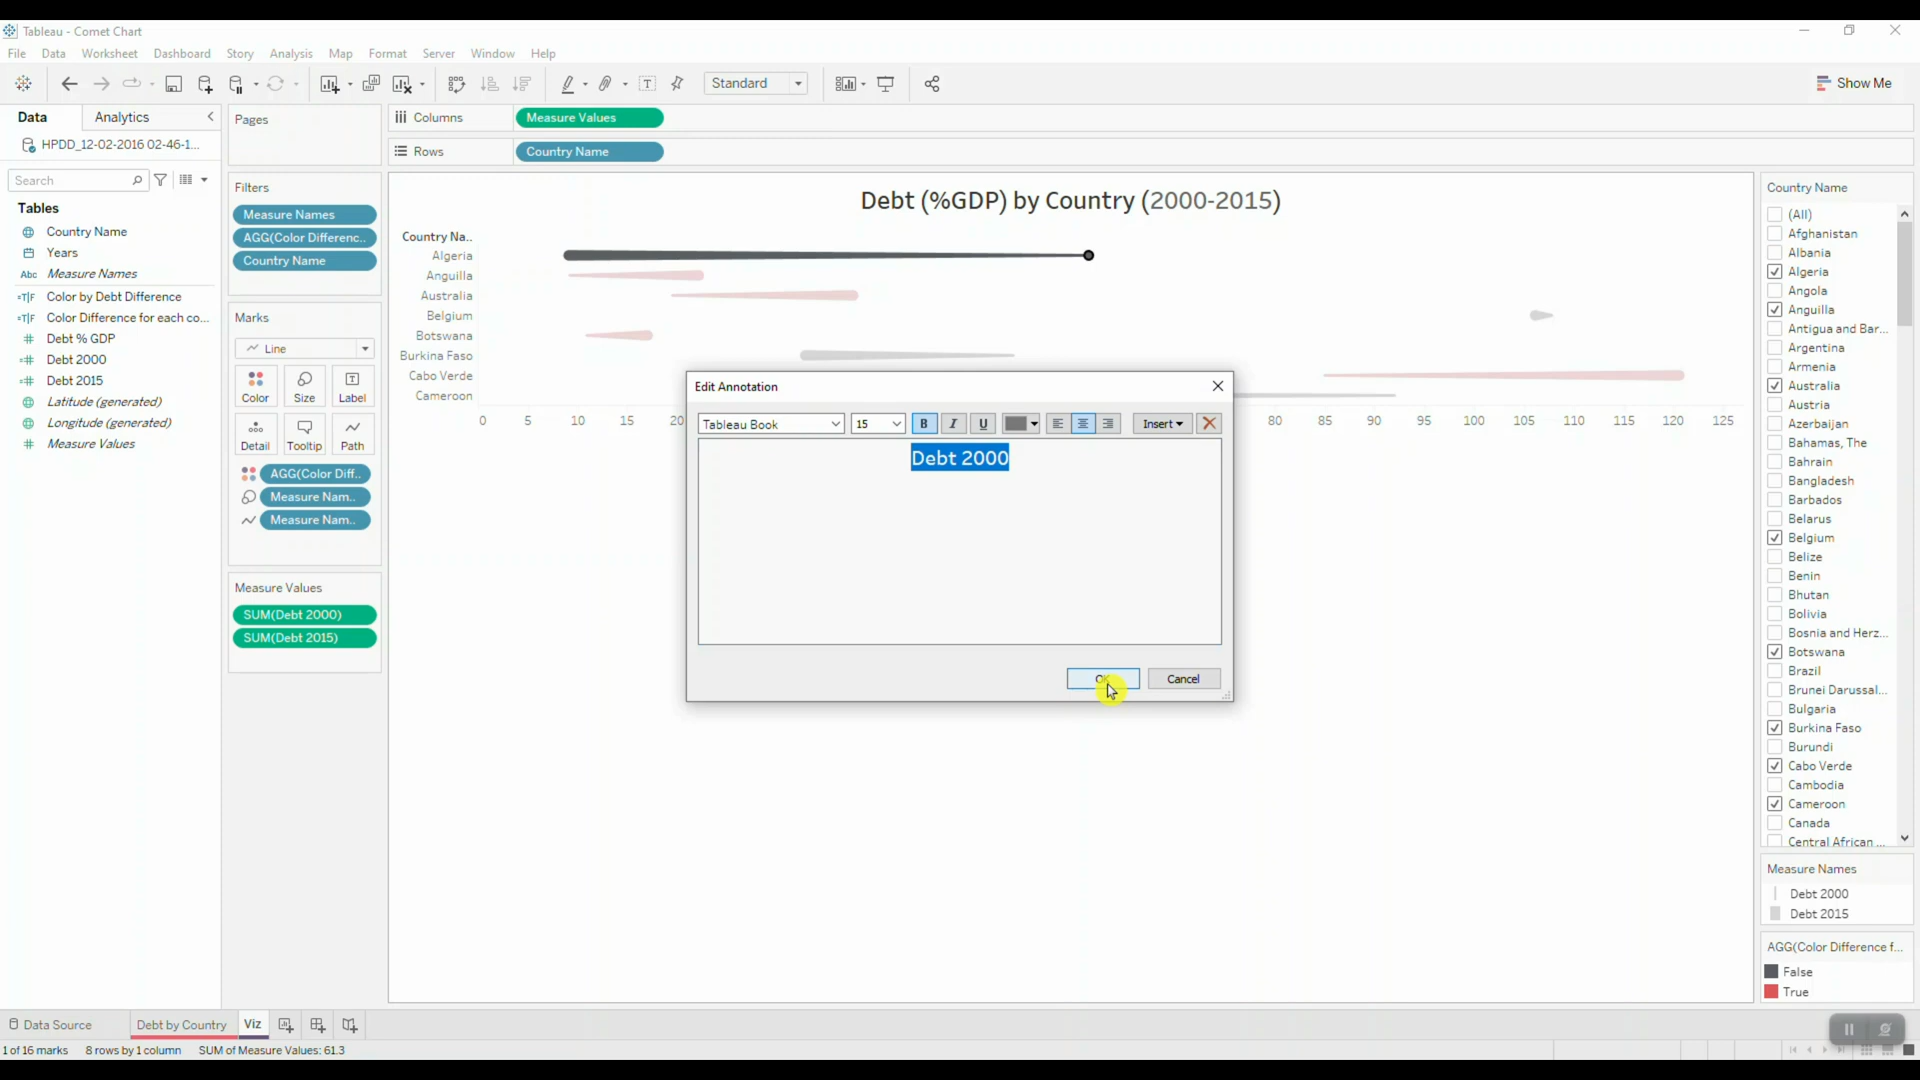 Tableau - Comet Chart
File Data Worksheet Dashboard Story Analysis Map Format Server Window Help
Standard
Show Me
Data
Analytics
HPDD_12-02-2016 02-46-1...
Search
Tables
Country Name
Years
Abc Measure Names
=T|F Color by Debt Difference
=T|F Color Difference for each co...
# Debt % GDP
=# Debt 2000
=# Debt 2015
Latitude (generated)
Longitude (generated)
# Measure Values
Pages
Filters
Measure Names
AGG(Color Differenc..
Country Name
Marks
Line
Color
Size
Label
Detail
Tooltip
Path
AGG(Color Diff..
Measure Nam..
Measure Nam..
Measure Values
SUM(Debt 2000)
SUM(Debt 2015)
Columns
Measure Values
Rows
Country Name
Debt (%GDP) by Country (2000-2015)
Country Na..
Algeria
Anguilla
Australia
Belgium
Botswana
Burkina Faso
Cabo Verde
Cameroon
0 5 10 15 20 80 85 90 95 100 105 110 115 120 125
Edit Annotation
Tableau Book
15
B I U
Insert
Debt 2000
Cancel
Country Name
(All)
Afghanistan
Albania
Algeria
Angola
Anguilla
Antigua and Bar...
Argentina
Armenia
Australia
Austria
Azerbaijan
Bahamas, The
Bahrain
Bangladesh
Barbados
Belarus
Belgium
Belize
Benin
Bhutan
Bolivia
Bosnia and Herz...
Botswana
Brazil
Brunei Darussal...
Bulgaria
Burkina Faso
Burundi
Cabo Verde
Cambodia
Cameroon
Canada
Central African ...
Measure Names
Debt 2000
Debt 2015
AGG(Color Difference f...
False
True
Data Source
Debt by Country
Viz
1 of 16 marks
8 rows by 1 column
SUM of Measure Values: 61.3